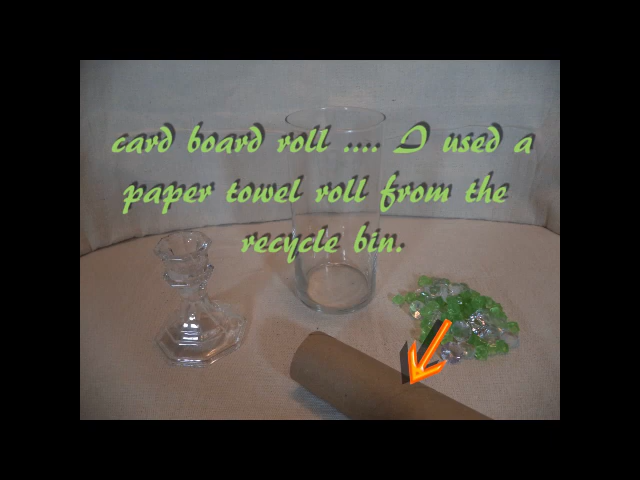 card board roll .... I used a
paper towel roll from the
recycle bin.